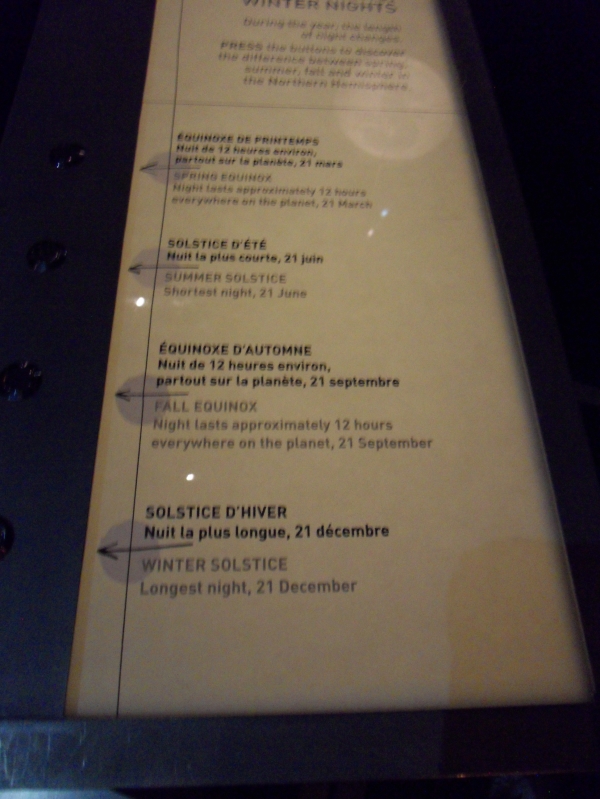 WINTER NIGHTS
During the year, the length
of night changes.
PRESS the buttons to discover
the difference between spring,
summer, fall and winter in
the Northern Hemisphere.
ÉQUINOXE DE PRINTEMPS
Nuit de 12 heures environ,
partout sur la planète, 21 mars
SPRING EQUINOX
Night lasts approximately 12 hours
everywhere on the planet, 21 March
SOLSTICE D'ÉTÉ
Nuit la plus courte, 21 juin
SUMMER SOLSTICE
Shortest night, 21 June
ÉQUINOXE D'AUTOMNE
Nuit de 12 heures environ,
partout sur la planète, 21 septembre
FALL EQUINOX
Night lasts approximately 12 hours
everywhere on the planet, 21 September
SOLSTICE D'HIVER
Nuit la plus longue, 21 décembre
WINTER SOLSTICE
Longest night, 21 December